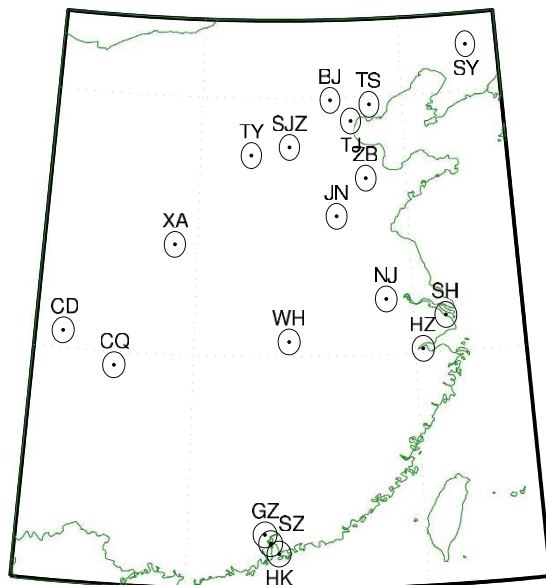 SY
BJ TS
TY SJZ
TJ
ZB
JN
XA
NJ SH
CD WH HZ
CQ
GZ SZ
HK